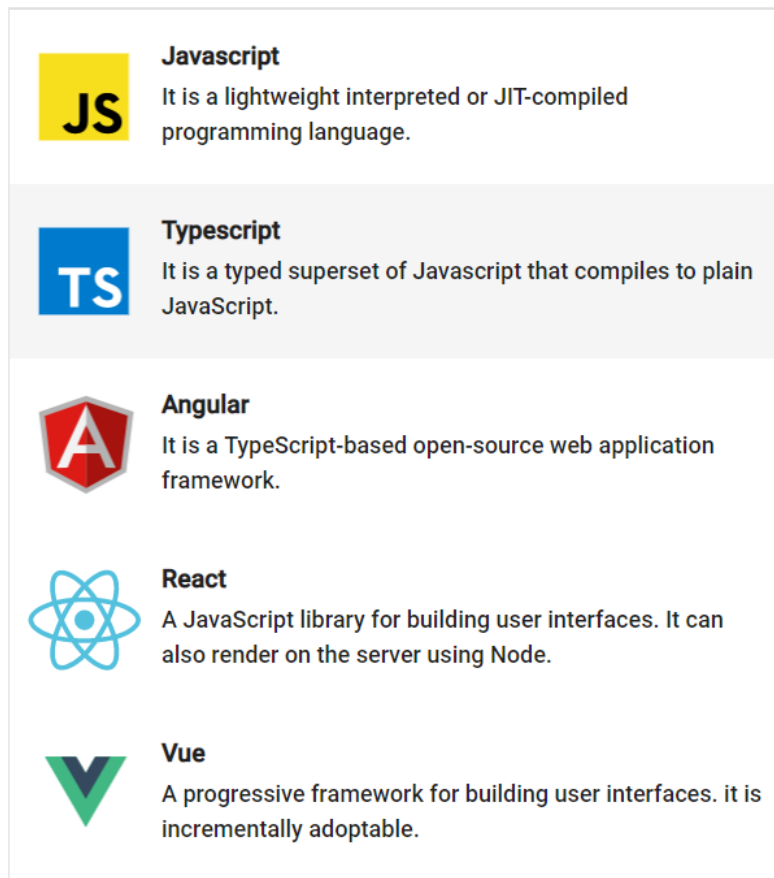 JS
Javascript
It is a lightweight interpreted or JIT-compiled
programming language.
TS
Typescript
It is a typed superset of Javascript that compiles to plain
JavaScript.
A
Angular
It is a TypeScript-based open-source web application
framework.
React
A JavaScript library for building user interfaces. It can
also render on the server using Node.
Vue
A progressive framework for building user interfaces. it is
incrementally adoptable.